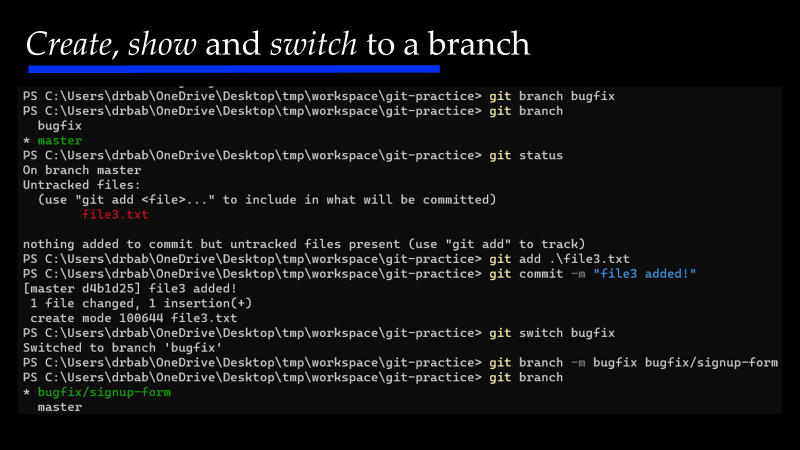 Create, show and switch to a branch
PS C:\Users\drbab\OneDrive\Desktop\tmp\workspace\git-practice> git branch bugfix
PS C:\Users\drbab\OneDrive\Desktop\tmp\workspace\git-practice> git branch
  bugfix
* master
PS C:\Users\drbab\OneDrive\Desktop\tmp\workspace\git-practice> git status
On branch master
Untracked files:
  (use "git add <file>..." to include in what will be committed)
        file3.txt
nothing added to commit but untracked files present (use "git add" to track)
PS C:\Users\drbab\OneDrive\Desktop\tmp\workspace\git-practice> git add .\file3.txt
PS C:\Users\drbab\OneDrive\Desktop\tmp\workspace\git-practice> git commit -m "file3 added!"
[master d4b1d25] file3 added!
 1 file changed, 1 insertion(+)
 create mode 100644 file3.txt
PS C:\Users\drbab\OneDrive\Desktop\tmp\workspace\git-practice> git switch bugfix
Switched to branch 'bugfix'
PS C:\Users\drbab\OneDrive\Desktop\tmp\workspace\git-practice> git branch -m bugfix bugfix/signup-form
PS C:\Users\drbab\OneDrive\Desktop\tmp\workspace\git-practice> git branch
* bugfix/signup-form
  master